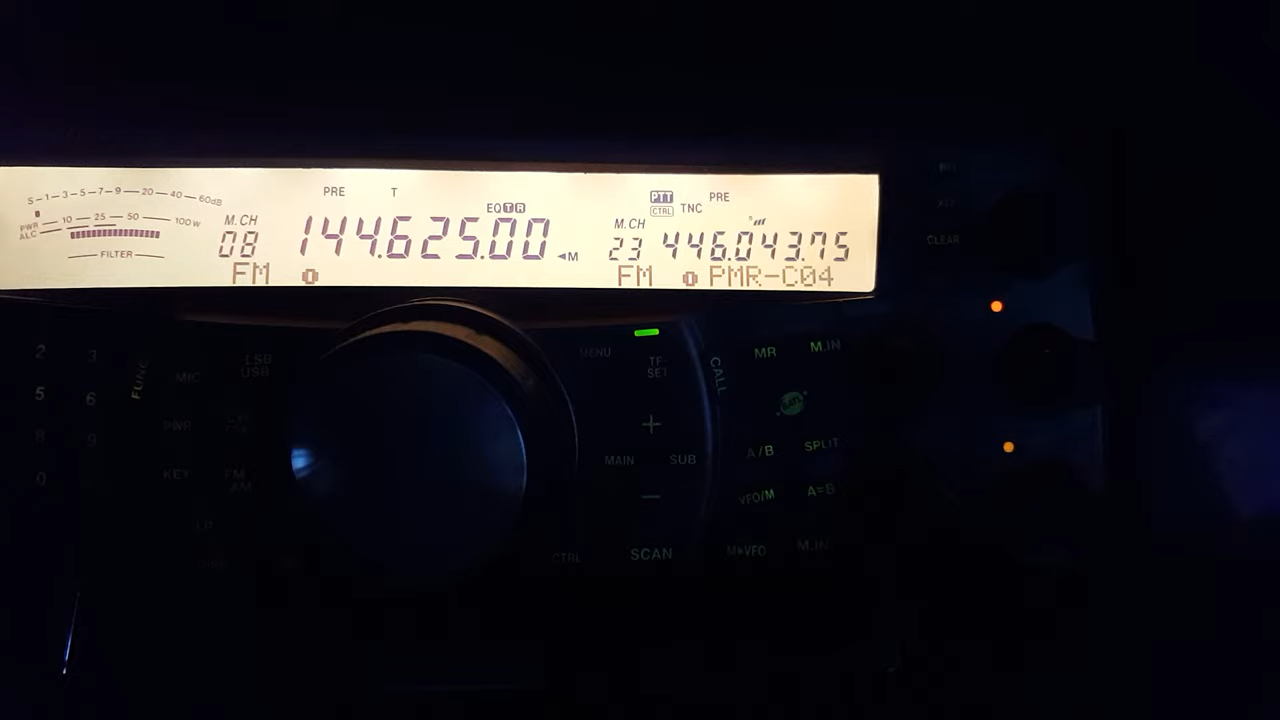 S-1-3-5-7-9-20-40-60dB
PWR 10 25 50 100 W
ALC
FILTER
PRE T
EQ T R
M.CH
08 144.625.00 ◄M
FM
PTT PRE
CTRL TNC
M.CH
23 446.043.75
FM PMR-C04
CLEAR
2 3
5 6
8 9
0
FUNC
LSB
USB
MIC
PWR
KEY FM
AM
MENU
TF-
SET
+
MAIN SUB
−
CTRL SCAN
CALL
MR M.IN
SATL
A/B SPLIT
VFO/M A=B
M►VFO M.IN